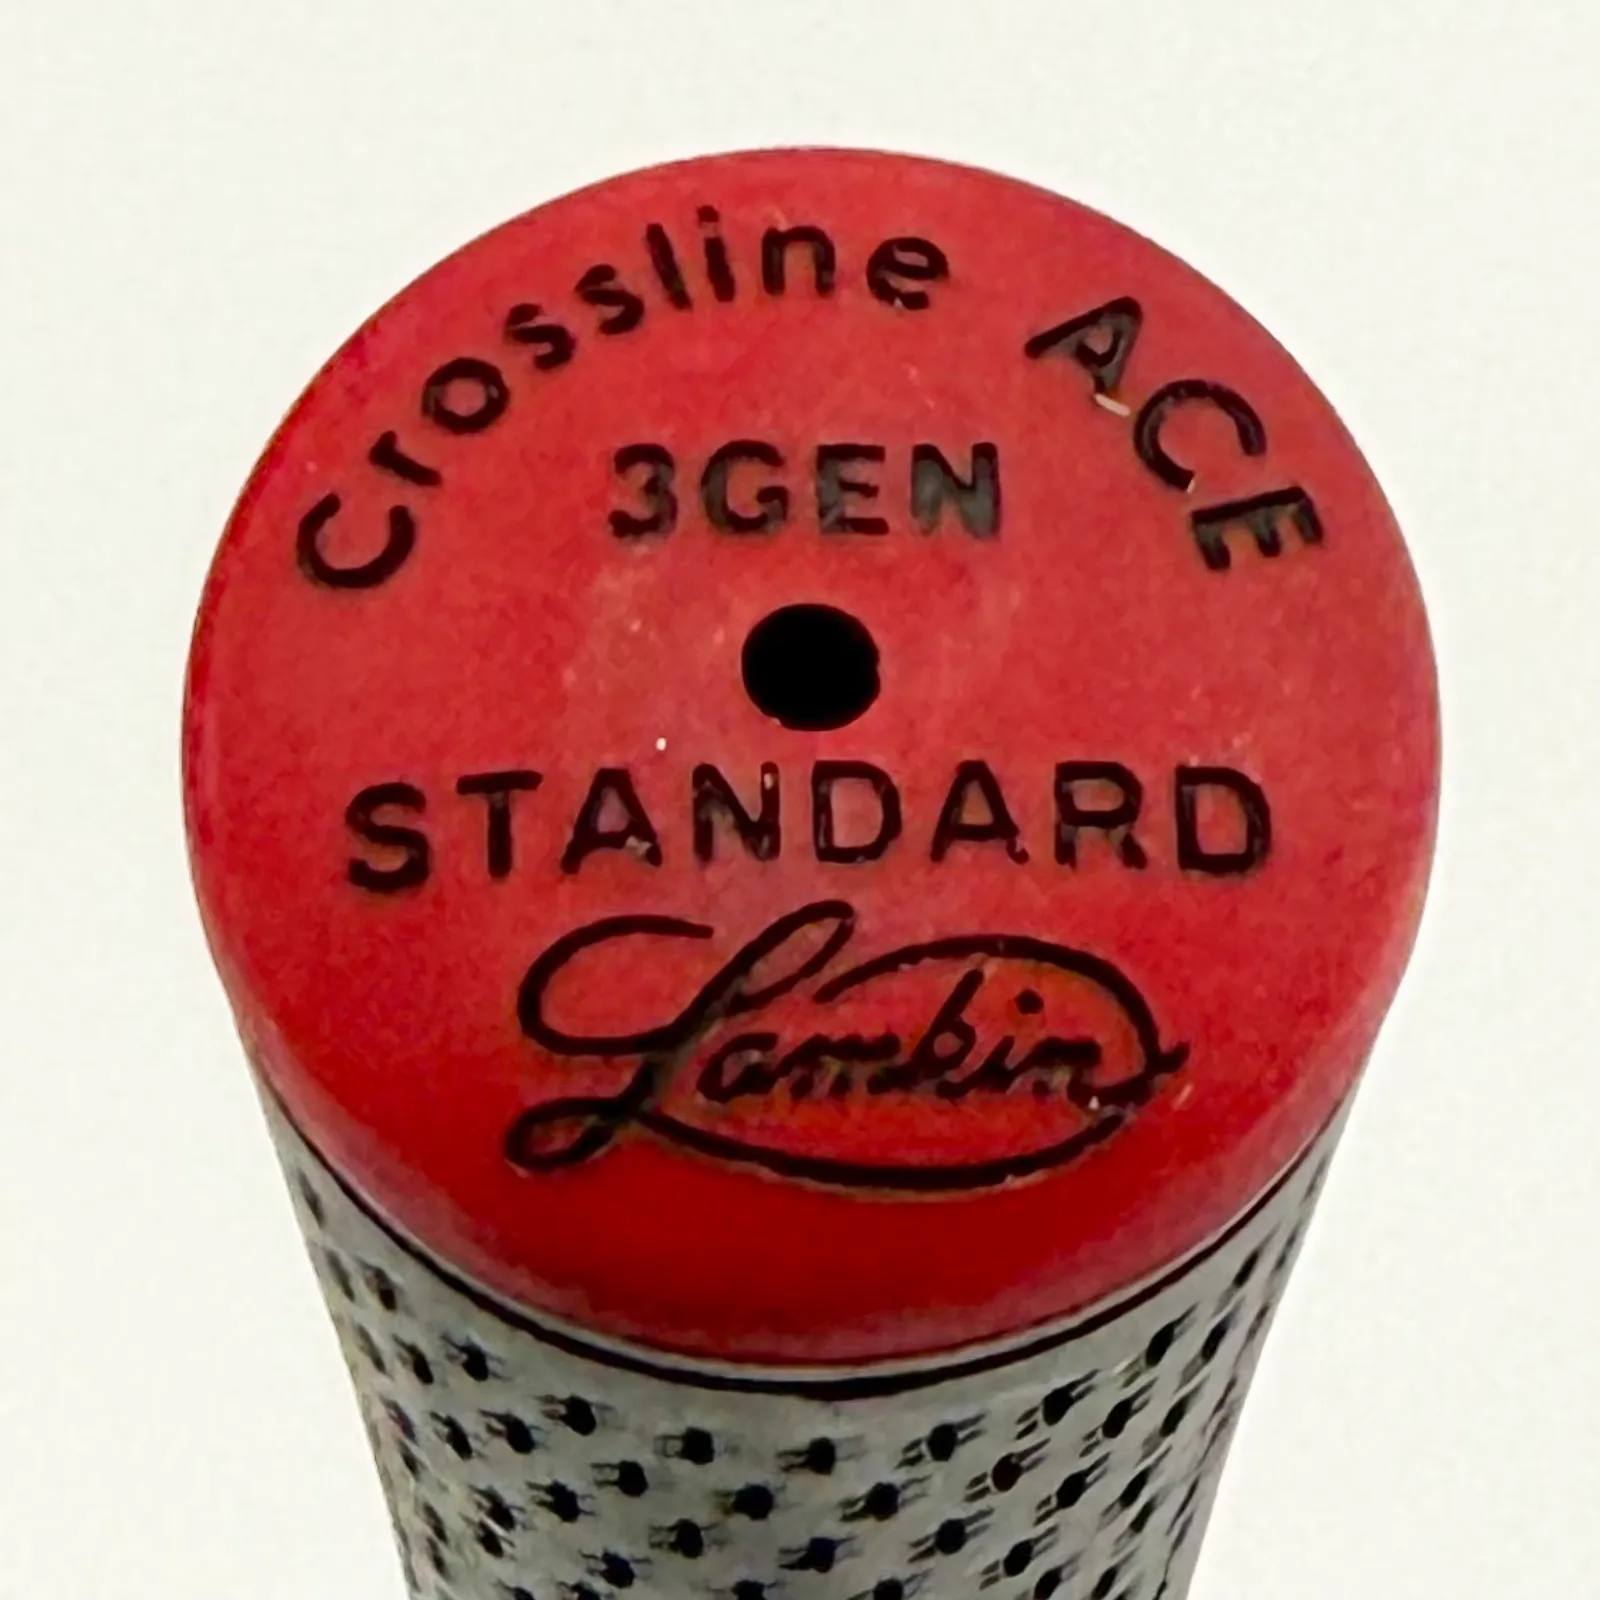 Crossline ACE
3GEN
STANDARD
Lamkin